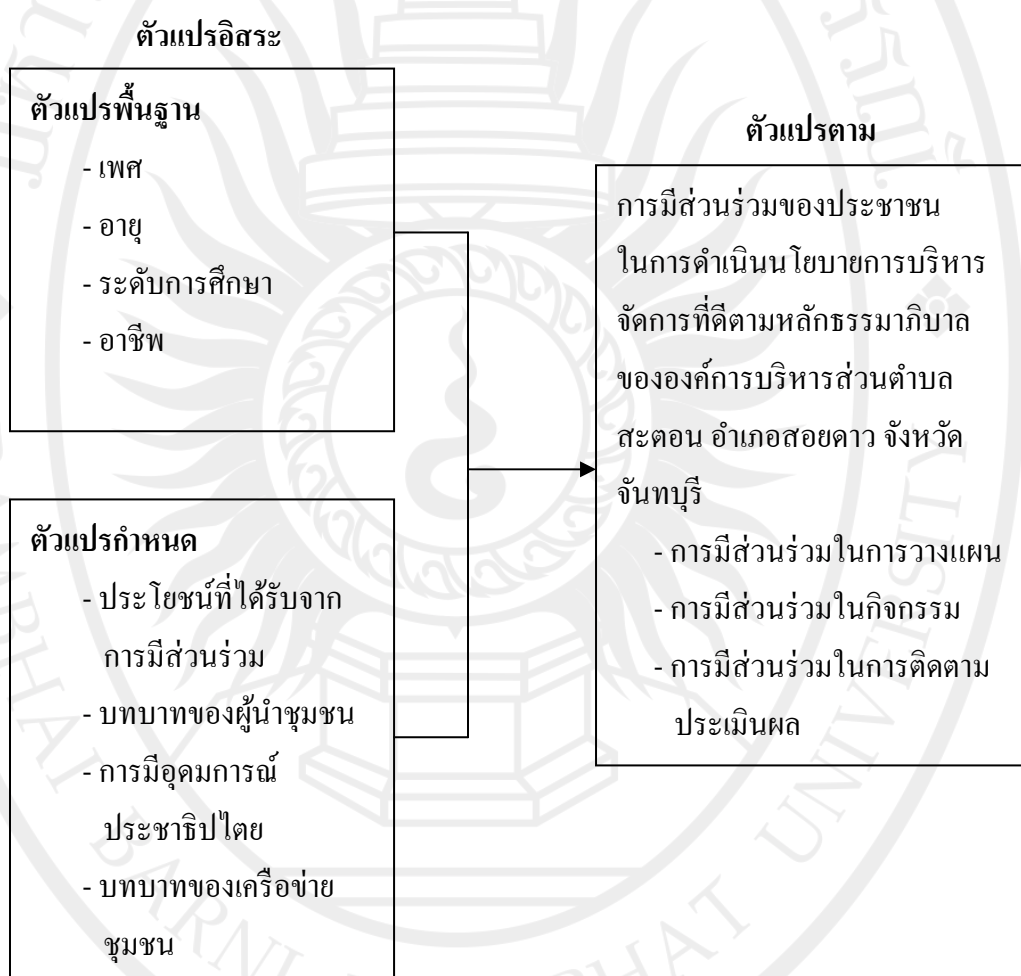 ตัวแปรอิสระ
ตัวแปรพื้นฐาน
- เพศ
- อายุ
- ระดับการศึกษา
- อาชีพ
ตัวแปรกำหนด
- ประโยชน์ที่ได้รับจาก
การมีส่วนร่วม
- บทบาทของผู้นำชุมชน
- การมีอุดมการณ์
ประชาธิปไตย
- บทบาทของเครือข่าย
ชุมชน
ตัวแปรตาม
การมีส่วนร่วมของประชาชน
ในการดำเนินนโยบายการบริหาร
จัดการที่ดีตามหลักธรรมาภิบาล
ขององค์การบริหารส่วนตำบล
สะตอน อำเภอสอยดาว จังหวัด
จันทบุรี
- การมีส่วนร่วมในการวางแผน
- การมีส่วนร่วมในกิจกรรม
- การมีส่วนร่วมในการติดตาม
ประเมินผล
UNIVERSITY